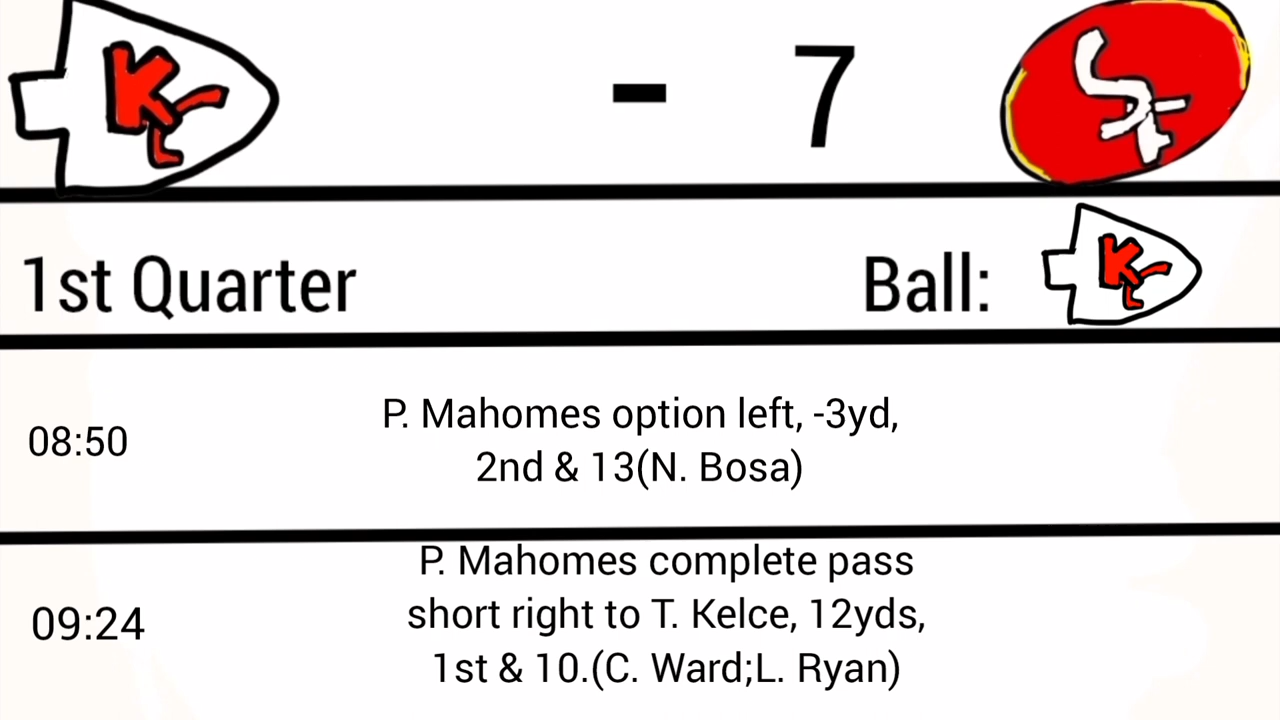 KC
- 7
SF
1st Quarter
Ball:
KC
08:50
P. Mahomes option left, -3yd,
2nd & 13(N. Bosa)
09:24
P. Mahomes complete pass
short right to T. Kelce, 12yds,
1st & 10.(C. Ward;L. Ryan)